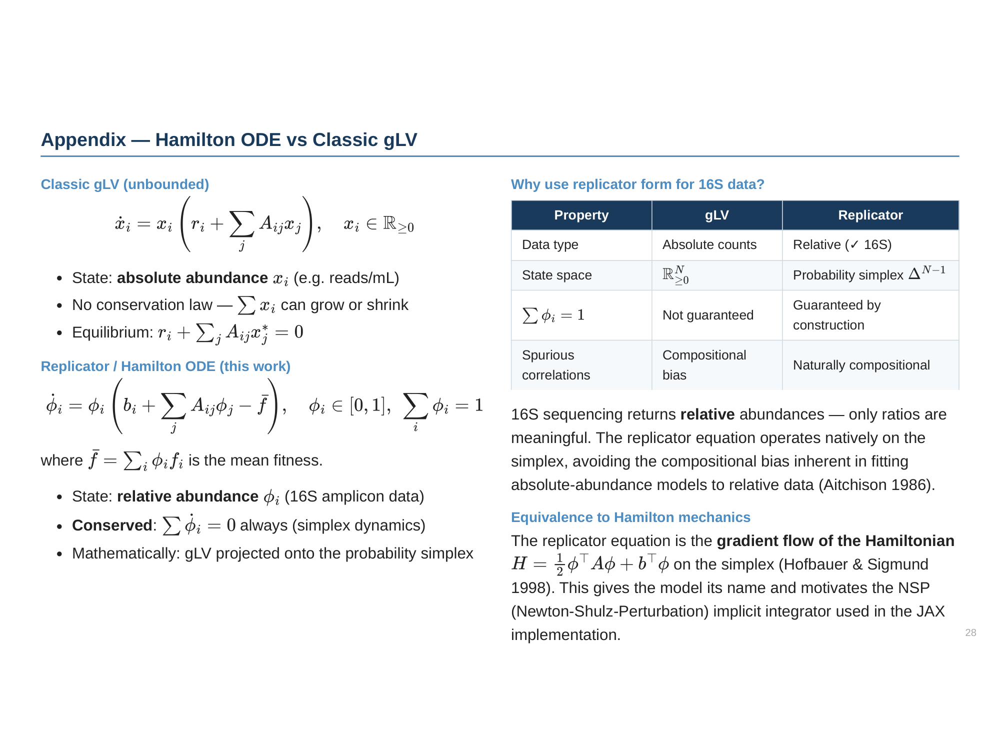 Appendix — Hamilton ODE vs Classic gLV
Classic gLV (unbounded)
$\dot{x}_i = x_i \left( r_i + \sum_j A_{ij} x_j \right), \quad x_i \in \mathbb{R}_{\geq 0}$
• State: absolute abundance $x_i$ (e.g. reads/mL)
• No conservation law — $\sum x_i$ can grow or shrink
• Equilibrium: $r_i + \sum_j A_{ij} x_j^* = 0$
Replicator / Hamilton ODE (this work)
$\dot{\phi}_i = \phi_i \left( b_i + \sum_j A_{ij} \phi_j - \bar{f} \right), \quad \phi_i \in [0, 1], \; \sum_i \phi_i = 1$
where $\bar{f} = \sum_i \phi_i f_i$ is the mean fitness.
• State: relative abundance $\phi_i$ (16S amplicon data)
• Conserved: $\sum \dot{\phi}_i = 0$ always (simplex dynamics)
• Mathematically: gLV projected onto the probability simplex
Why use replicator form for 16S data?
Property gLV Replicator
Data type Absolute counts Relative (✓ 16S)
State space $\mathbb{R}^N_{\geq 0}$ Probability simplex $\Delta^{N-1}$
$\sum \phi_i = 1$ Not guaranteed Guaranteed by
construction
Spurious Compositional Naturally compositional
correlations bias
16S sequencing returns relative abundances — only ratios are
meaningful. The replicator equation operates natively on the
simplex, avoiding the compositional bias inherent in fitting
absolute-abundance models to relative data (Aitchison 1986).
Equivalence to Hamilton mechanics
The replicator equation is the gradient flow of the Hamiltonian
$H = \frac{1}{2} \phi^\top A \phi + b^\top \phi$ on the simplex (Hofbauer & Sigmund
1998). This gives the model its name and motivates the NSP
(Newton-Shulz-Perturbation) implicit integrator used in the JAX
implementation.
28